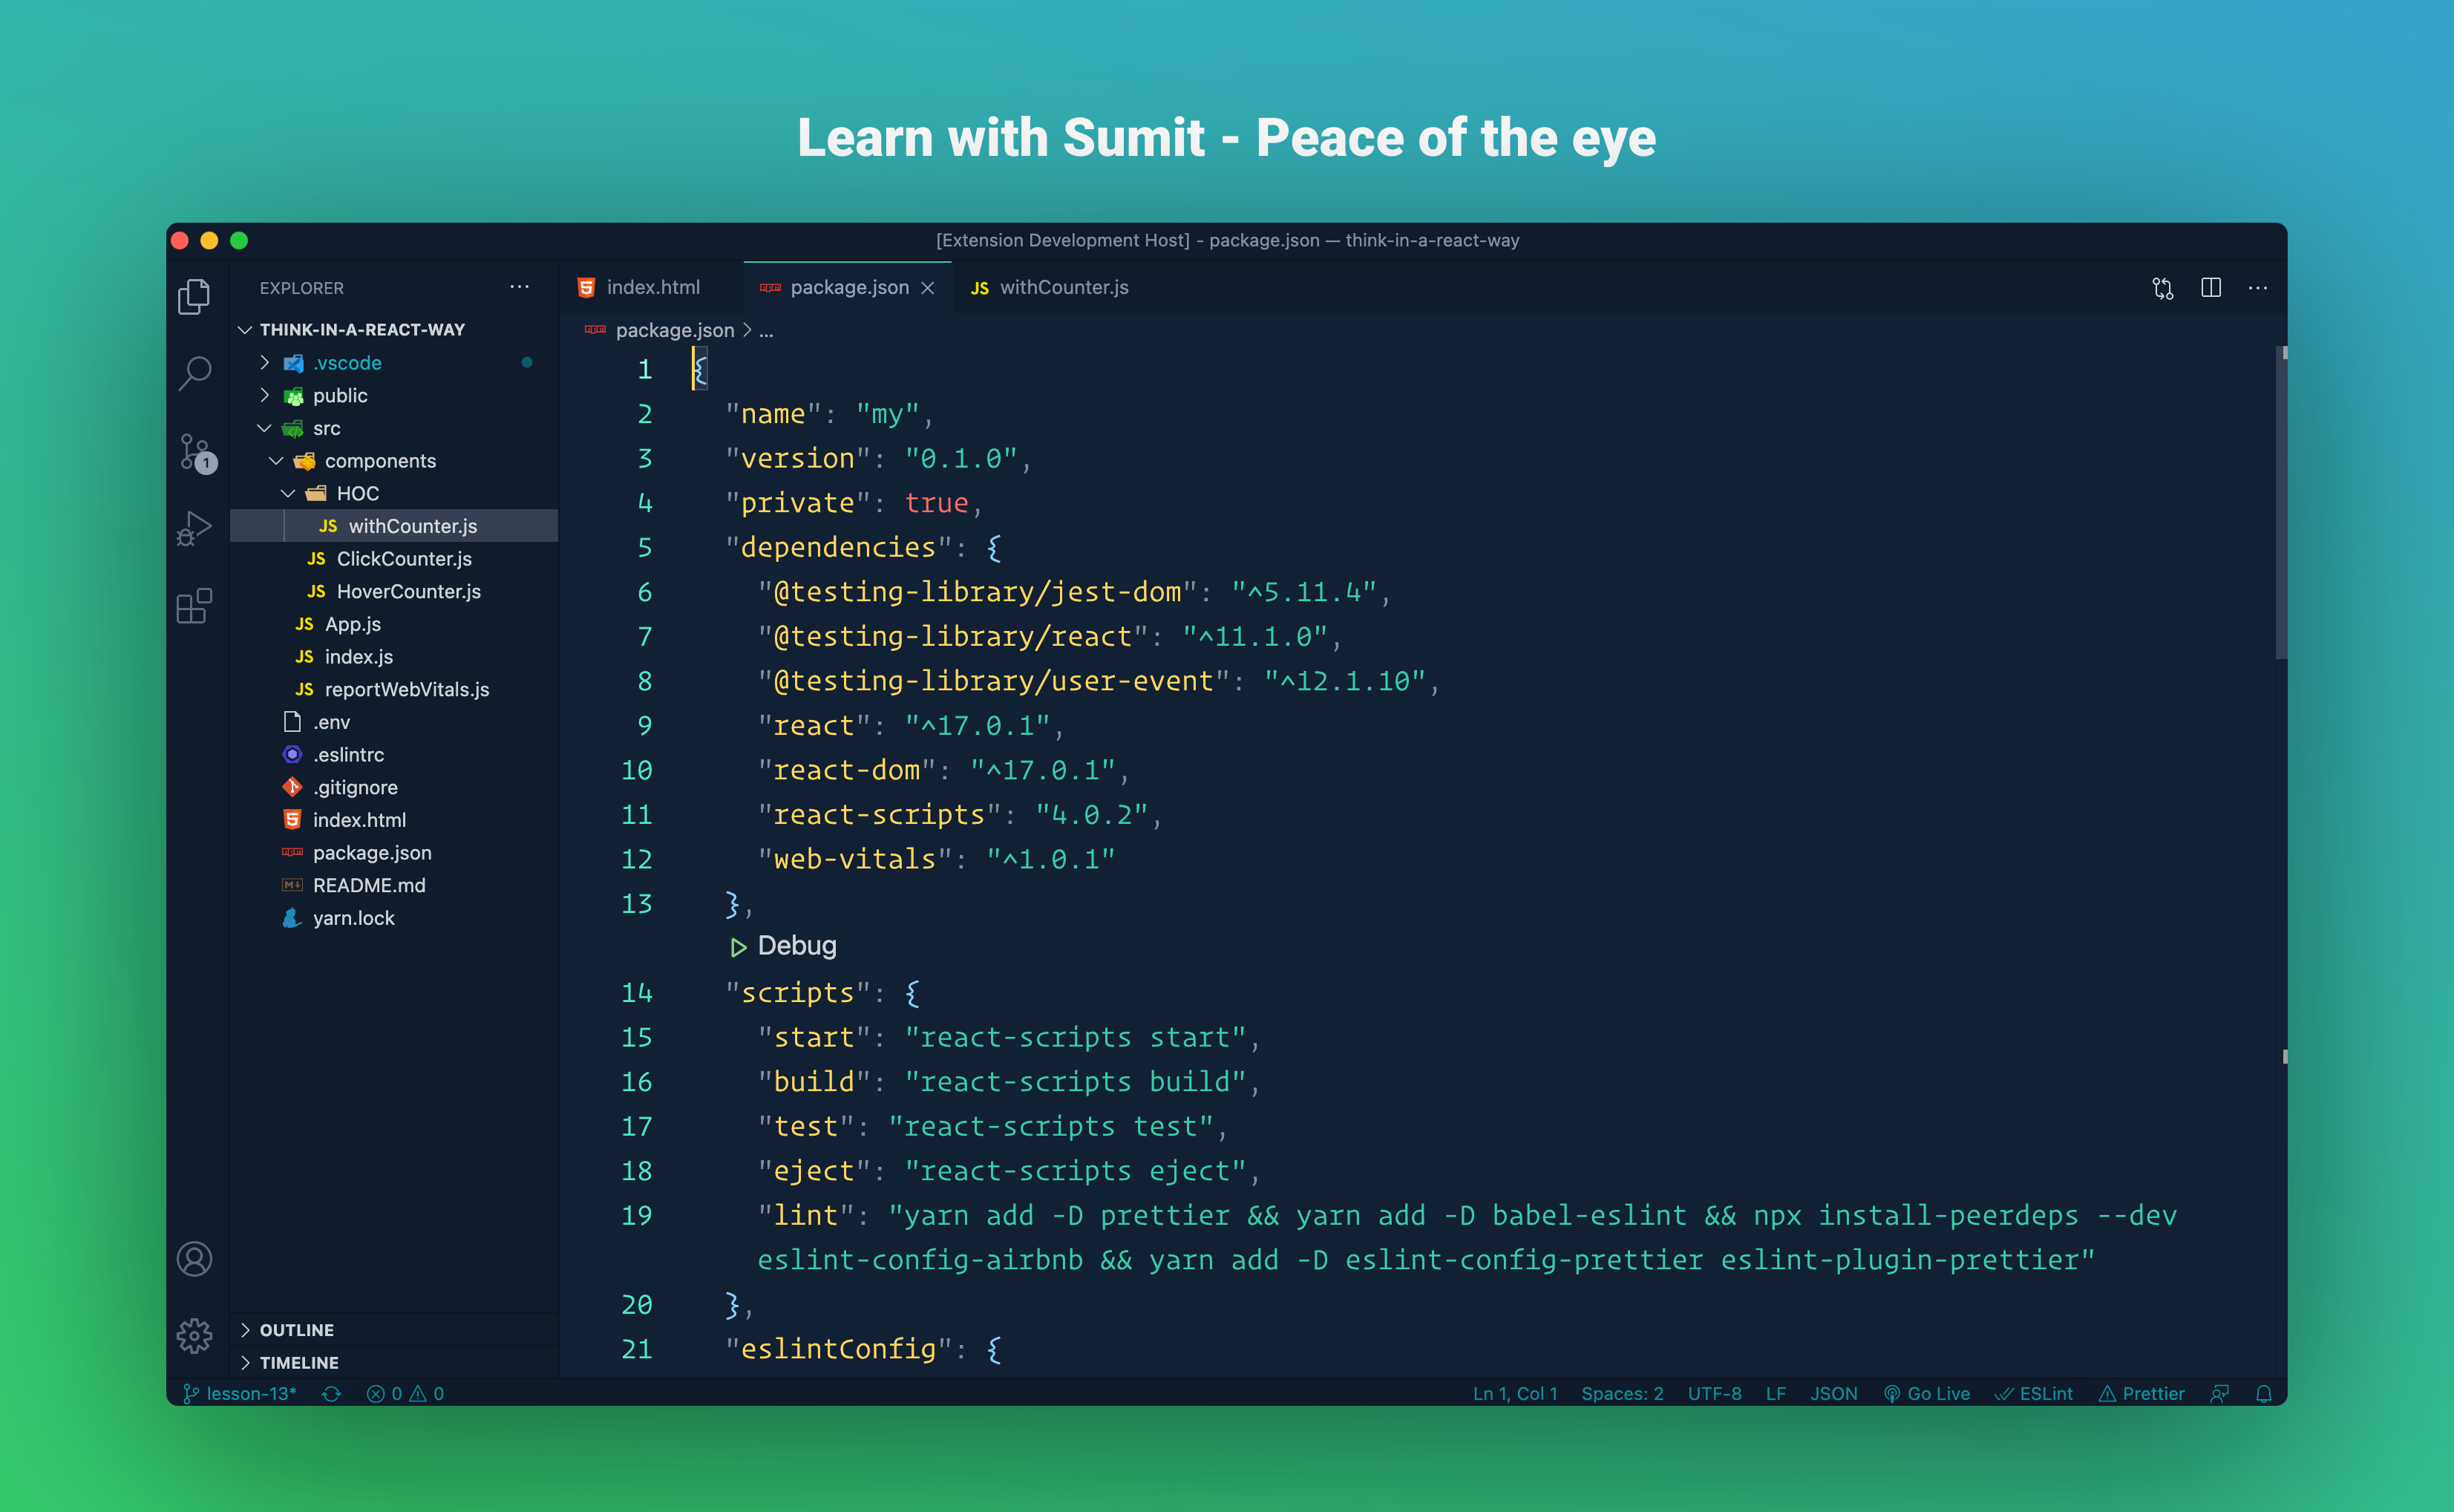 Learn with Sumit - Peace of the eye
[Extension Development Host] - package.json — think-in-a-react-way
EXPLORER
THINK-IN-A-REACT-WAY
.vscode
public
src
components
HOC
JS withCounter.js
JS ClickCounter.js
JS HoverCounter.js
JS App.js
JS index.js
JS reportWebVitals.js
.env
.eslintrc
.gitignore
index.html
package.json
README.md
yarn.lock
OUTLINE
TIMELINE
1
index.html
package.json
JS withCounter.js
package.json > ...
1 {
2 "name": "my",
3 "version": "0.1.0",
4 "private": true,
5 "dependencies": {
6 "@testing-library/jest-dom": "^5.11.4",
7 "@testing-library/react": "^11.1.0",
8 "@testing-library/user-event": "^12.1.10",
9 "react": "^17.0.1",
10 "react-dom": "^17.0.1",
11 "react-scripts": "4.0.2",
12 "web-vitals": "^1.0.1"
13 },
Debug
14 "scripts": {
15 "start": "react-scripts start",
16 "build": "react-scripts build",
17 "test": "react-scripts test",
18 "eject": "react-scripts eject",
19 "lint": "yarn add -D prettier && yarn add -D babel-eslint && npx install-peerdeps --dev
eslint-config-airbnb && yarn add -D eslint-config-prettier eslint-plugin-prettier"
20 },
21 "eslintConfig": {
lesson-13* 0 0 Ln 1, Col 1 Spaces: 2 UTF-8 LF JSON Go Live ESLint Prettier